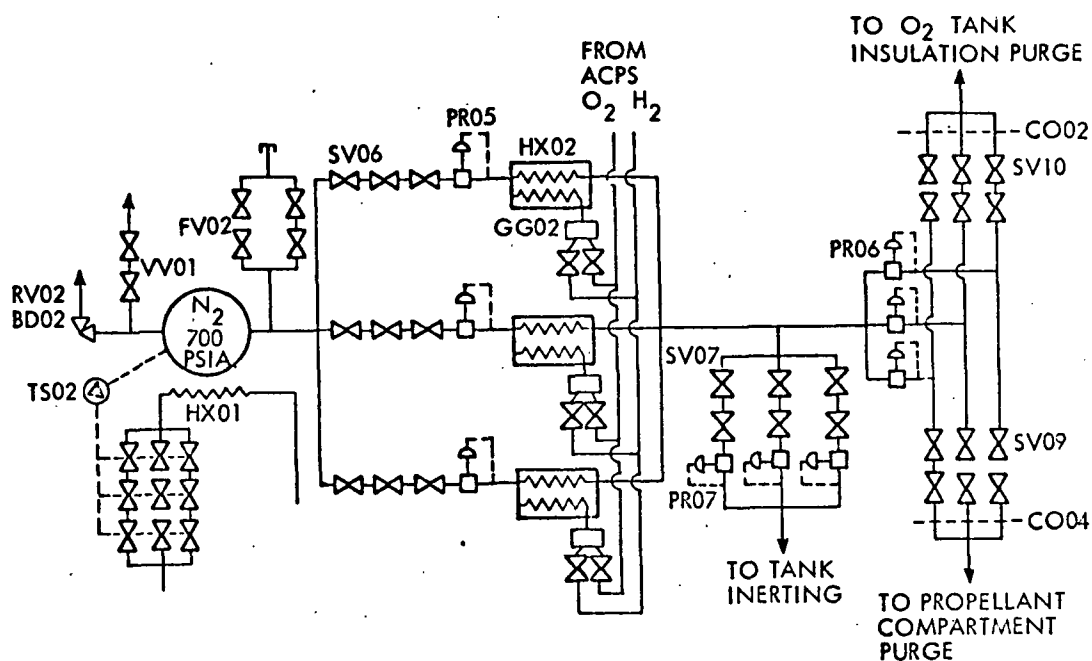 TO O2 TANK
INSULATION PURGE
FROM
ACPS
O2 H2
PR05
HX02
SV06
CO02
SV10
FV02
GG02
VV01
PR06
RV02
BD02
N2
700
PSIA
SV07
TS02
HX01
SV09
PR07
CO04
TO TANK
INERTING
TO PROPELLANT
COMPARTMENT
PURGE